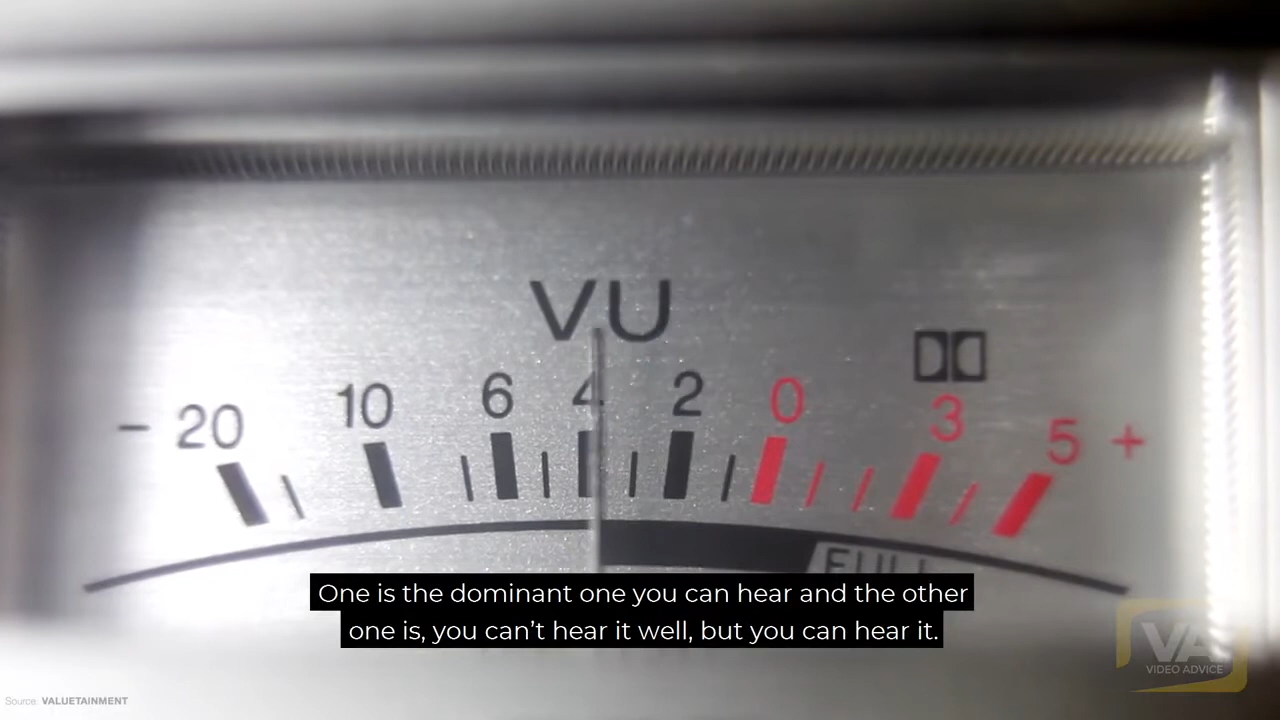 VU
- 20 10 6 4 2 0 3 5 +
FULL
One is the dominant one you can hear and the other
one is, you can’t hear it well, but you can hear it.
VA
VIDEO ADVICE
Source: VALUETAINMENT